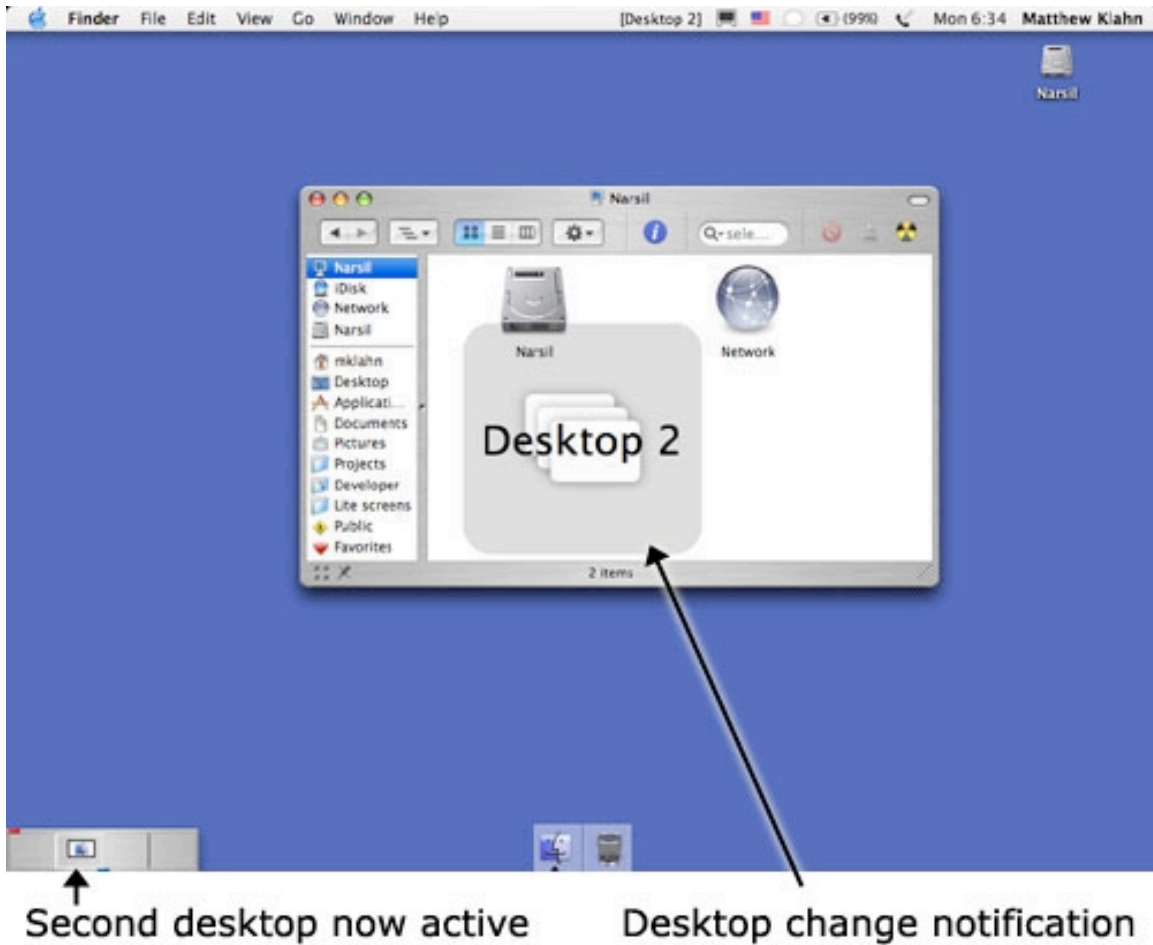 Finder File Edit View Go Window Help [Desktop 2] (99%) Mon 6:34 Matthew Klahn
Narsil
Narsil
sele...
Narsil
iDisk
Network
Narsil
mklahn
Desktop
Applicati...
Documents
Pictures
Projects
Developer
Lite screens
Public
Favorites
Narsil
Network
Desktop 2
2 items
Second desktop now active
Desktop change notification